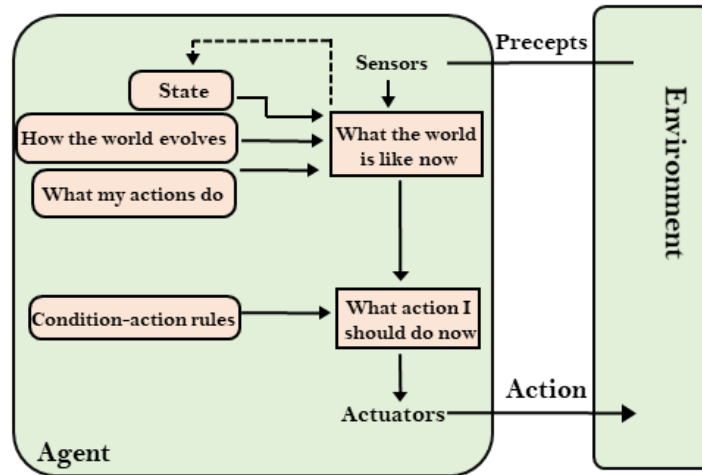 Precepts
Sensors
State
How the world evolves
What the world
is like now
What my actions do
Environment
Condition-action rules
What action I
should do now
Action
Actuators
Agent